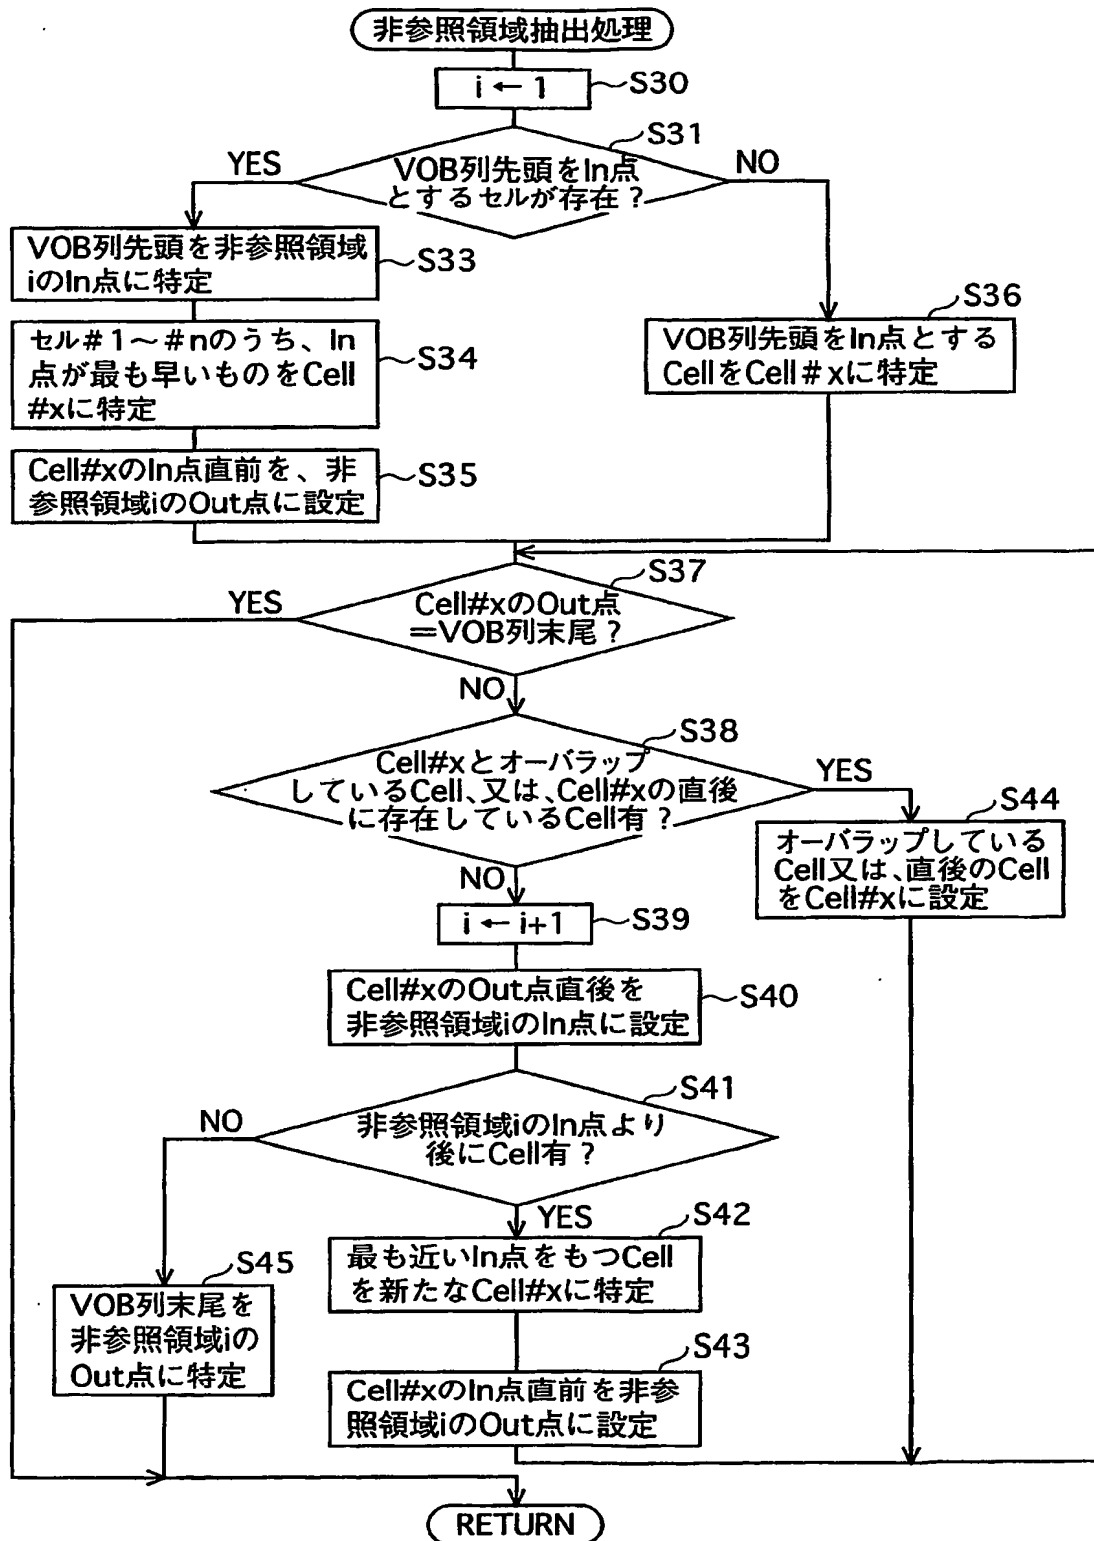 非参照領域抽出処理
i ← 1
S30
S31
YES
VOB列先頭をIn点
とするセルが存在？
NO
VOB列先頭を非参照領域
iのIn点に特定
S33
セル＃1～＃nのうち、In
点が最も早いものをCell
#xに特定
S34
Cell#xのIn点直前を、非
参照領域iのOut点に設定
S35
S36
VOB列先頭をIn点とする
CellをCell＃xに特定
S37
YES
Cell#xのOut点
＝VOB列末尾？
NO
S38
Cell#xとオーバラップ
しているCell、又は、Cell#xの直後
に存在しているCell有？
YES
S44
オーバラップしている
Cell又は、直後のCell
をCell#xに設定
NO
i ← i+1
S39
Cell#xのOut点直後を
非参照領域iのIn点に設定
S40
S41
NO
非参照領域iのIn点より
後にCell有？
YES
S42
最も近いIn点をもつCell
を新たなCell#xに特定
S45
VOB列末尾を
非参照領域iの
Out点に特定
S43
Cell#xのIn点直前を非参
照領域iのOut点に設定
RETURN